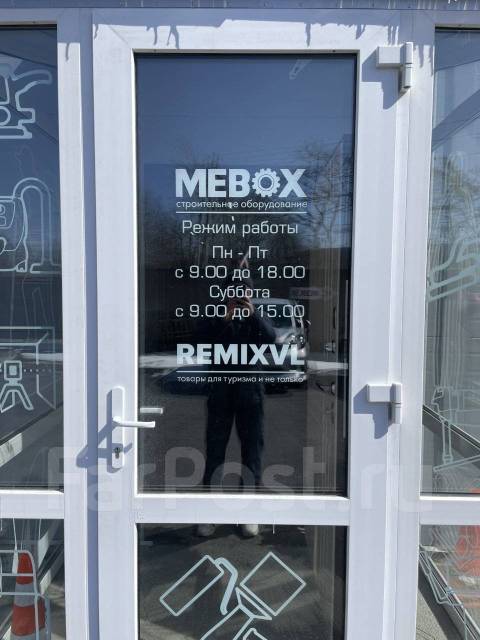 MEBOX
строительное оборудование
Режим работы
Пн - Пт
с 9.00 до 18.00
Суббота
с 9.00 до 15.00
REMIXVL
товары для туризма и не только
FarPost.ru